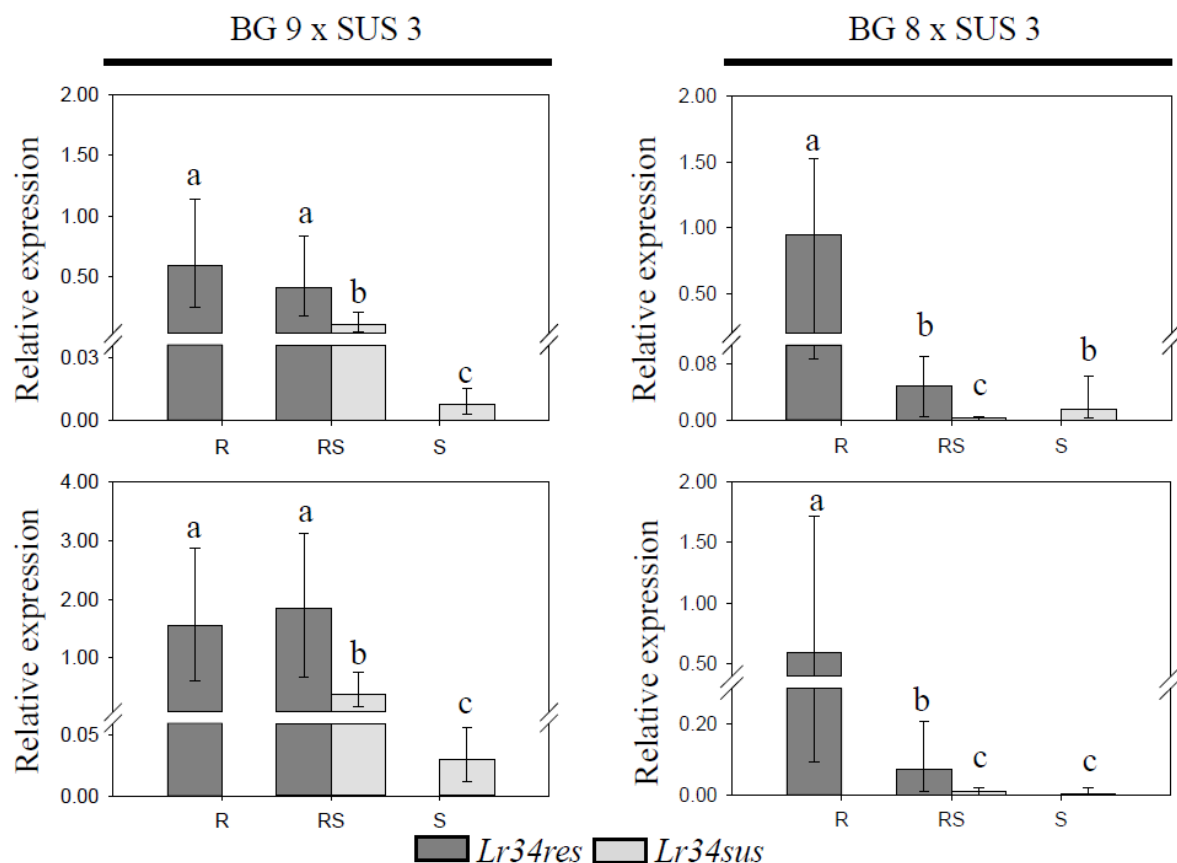 BG 9 x SUS 3
BG 8 x SUS 3
Relative expression
2.00
1.50
1.00
0.50
0.03
0.00
a
a
b
c
R
RS
S
Relative expression
2.00
1.50
1.00
0.50
0.08
0.00
a
b
c
b
R
RS
S
Relative expression
4.00
3.00
2.00
1.00
0.05
0.00
a
a
b
c
R
RS
S
Relative expression
2.00
1.50
1.00
0.50
0.20
0.00
a
b
c
c
R
RS
S
Lr34res Lr34sus